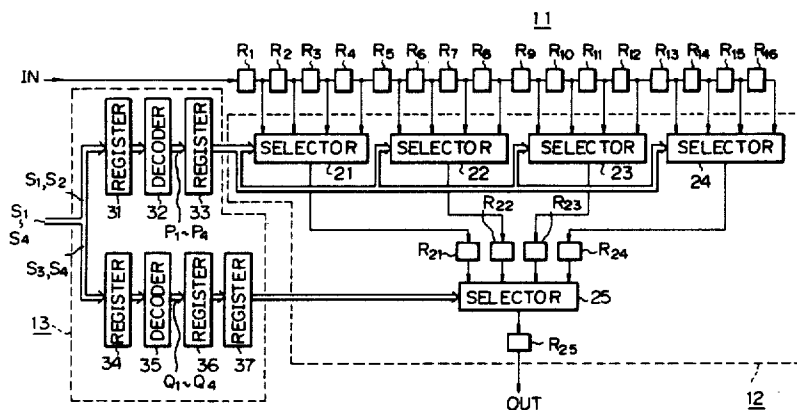 11
R1 R2 R3 R4 R5 R6 R7 R8 R9 R10 R11 R12 R13 R14 R15 R16
IN
REGISTER DECODER REGISTER
SELECTOR SELECTOR SELECTOR SELECTOR
31 32 33 21 22 23 24
S1,S2
P1~P4
S1
~
S4
S3,S4
R21 R22 R23 R24
REGISTER DECODER REGISTER REGISTER
SELECTOR
25
13 34 35 36 37
Q1~Q4
R25
OUT
12